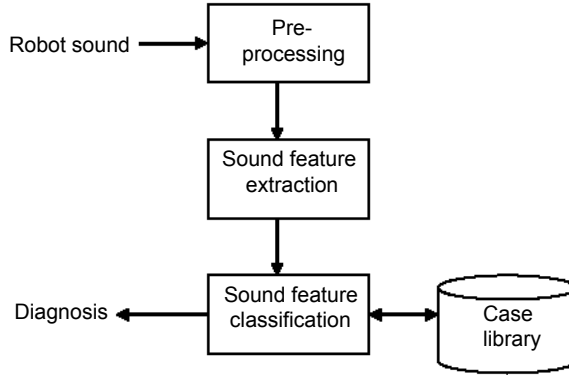 Pre-
processing
Robot sound
Sound feature
extraction
Sound feature
classification
Diagnosis
Case
library